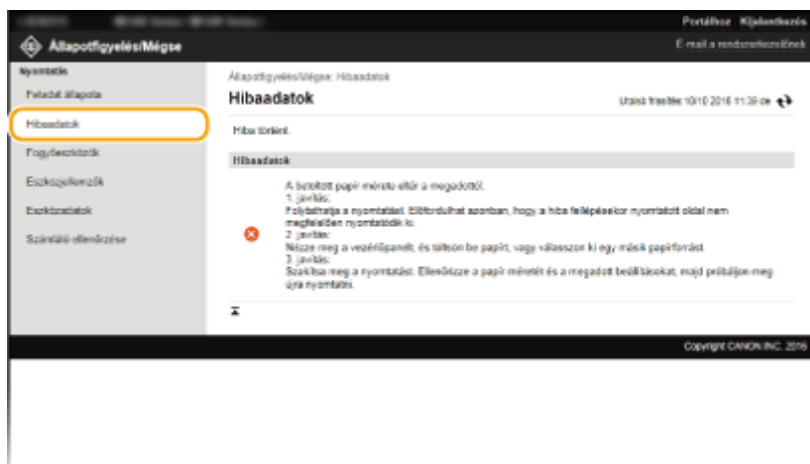 Portálhoz Kijelentkezés
Állapotfigyelés/Mégse
E-mail a rendszerkezelőnek
Nyomtatás
Feladat állapota
Hibaadatok
Fogyóeszközök
Eszközjellemzők
Eszközadatok
Számláló ellenőrzése
Állapotfigyelés/Mégse: Hibaadatok
Hibaadatok
Utolsó frissítés: 10/10 2016 11:39 de
Hiba történt.
Hibaadatok
A betöltött papír mérete eltér a megadottól.
1. javítás:
Folytathatja a nyomtatást. Előfordulhat azonban, hogy a hiba fellépésekor nyomtatott oldal nem
megfelelően nyomtatódik ki.
2. javítás:
Nézze meg a vezérlőpanelt, és töltsön be papírt, vagy válasszon ki egy másik papírforrást.
3. javítás:
Szakítsa meg a nyomtatást. Ellenőrizze a papír méretét és a megadott beállításokat, majd próbáljon meg
újra nyomtatni.
Copyright CANON INC. 2016